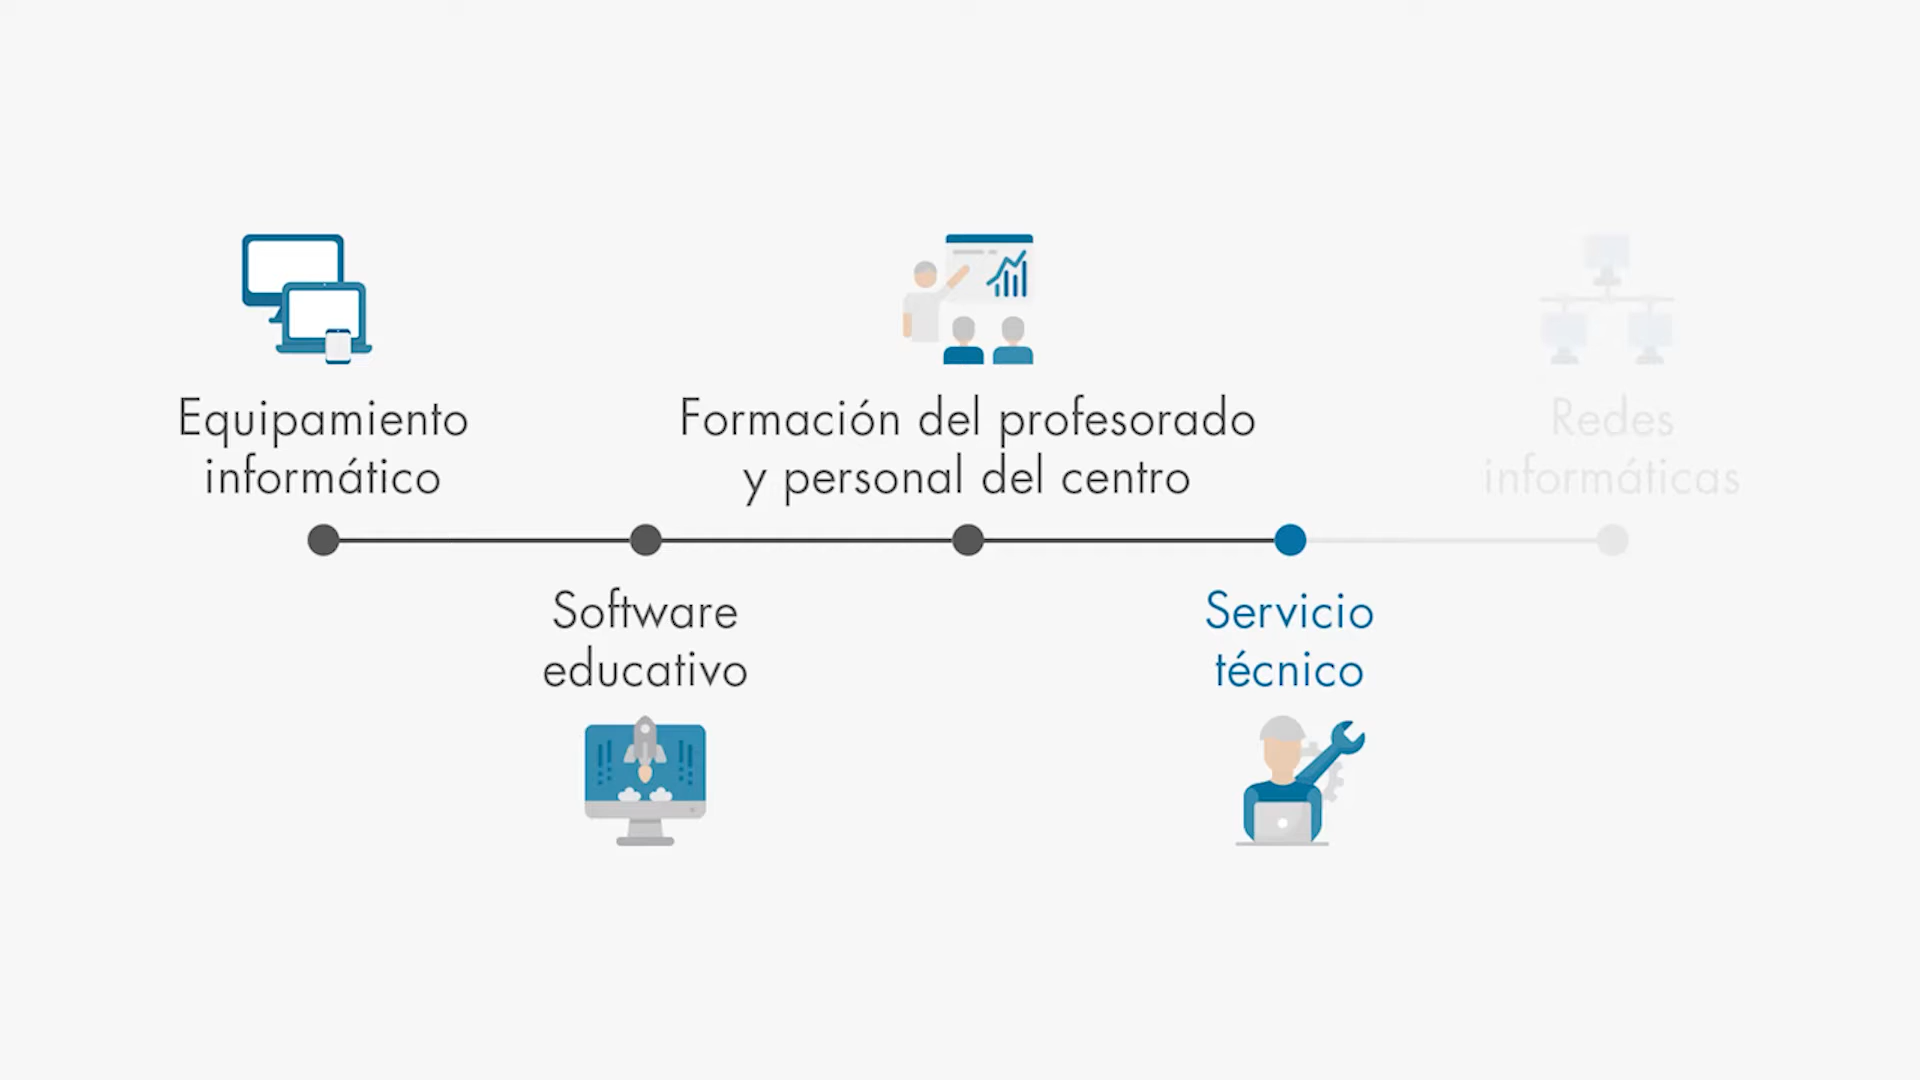 Equipamiento
informático
Software
educativo
Formación del profesorado
y personal del centro
Servicio
técnico
Redes
informáticas